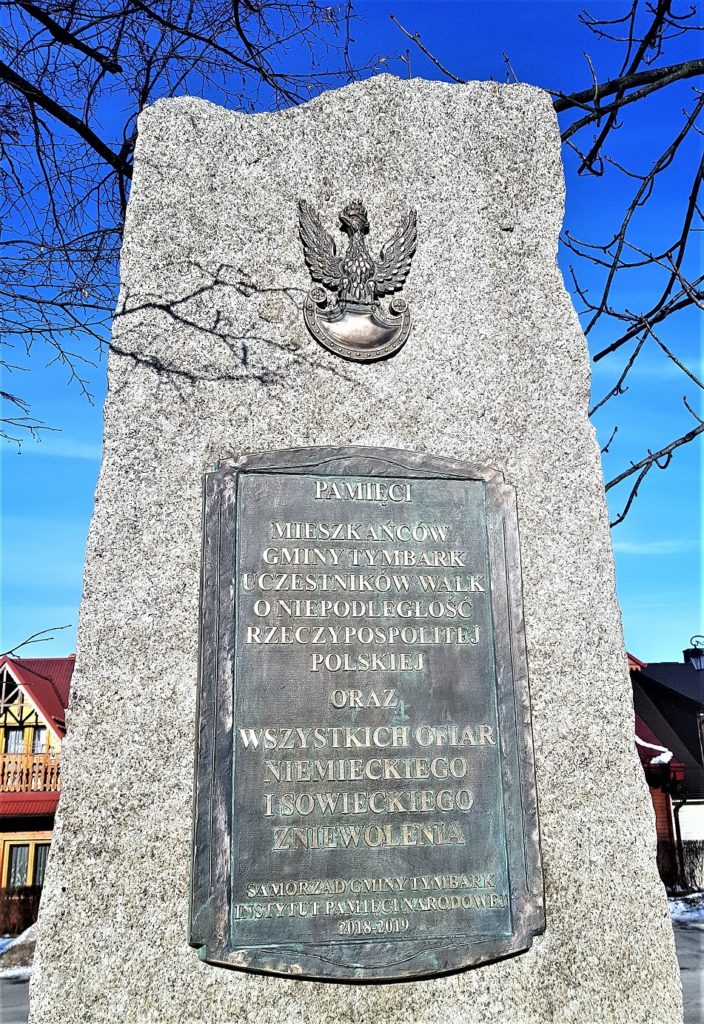 PAMIĘCI
MIESZKAŃCÓW
GMINY TYMBARK
UCZESTNIKÓW WALK
O NIEPODLEGŁOŚĆ
RZECZYPOSPOLITEJ
POLSKIEJ
ORAZ
WSZYSTKICH OFIAR
NIEMIECKIEGO
I SOWIECKIEGO
ZNIEWOLENIA
SAMORZĄD GMINY TYMBARK
INSTYTUT PAMIĘCI NARODOWEJ
2018-2019